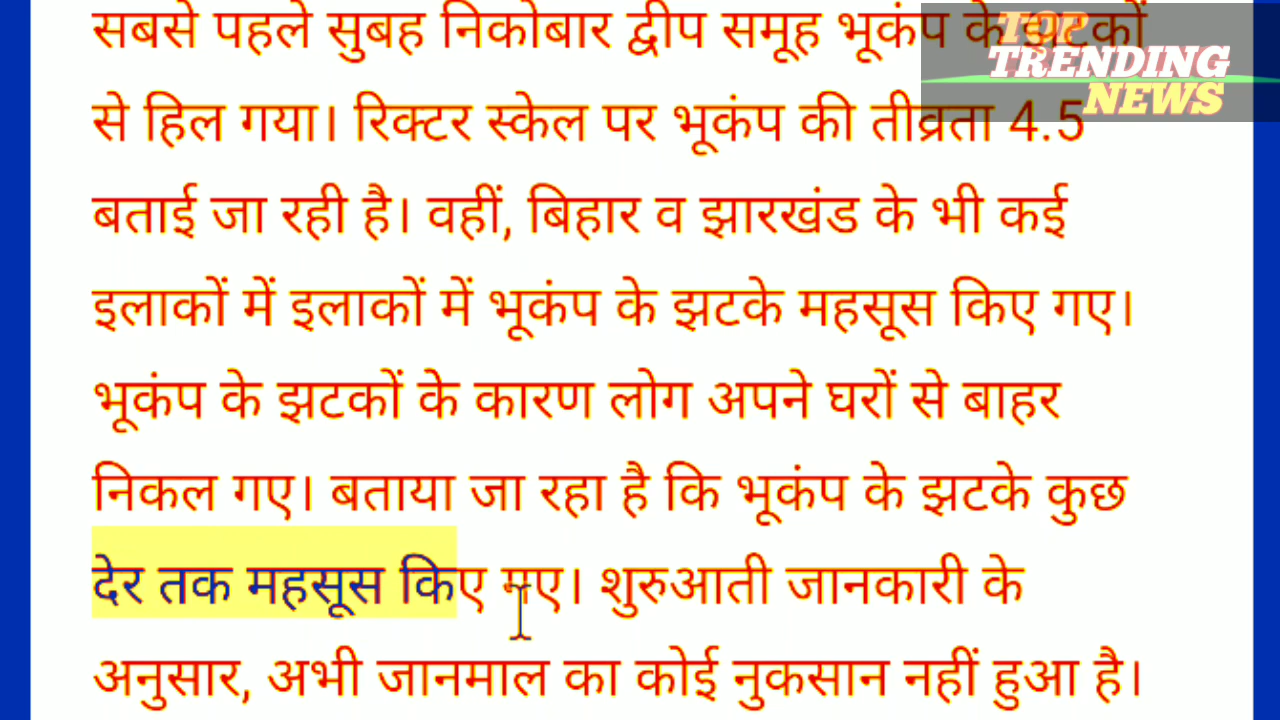 सबसे पहले सुबह निकोबार द्वीप समूह भूकंप के झटकों
TOP
TRENDING
NEWS
से हिल गया। रिक्टर स्केल पर भूकंप की तीव्रता 4.5
बताई जा रही है। वहीं, बिहार व झारखंड के भी कई
इलाकों में इलाकों में भूकंप के झटके महसूस किए गए।
भूकंप के झटकों के कारण लोग अपने घरों से बाहर
निकल गए। बताया जा रहा है कि भूकंप के झटके कुछ
देर तक महसूस किए गए। शुरुआती जानकारी के
अनुसार, अभी जानमाल का कोई नुकसान नहीं हुआ है।